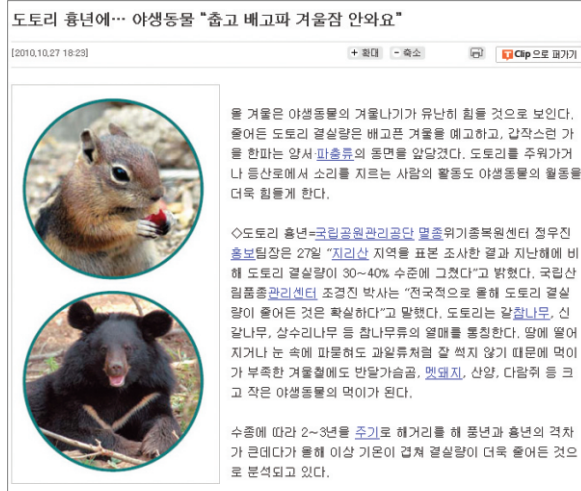 도토리 흉년에… 야생동물 "춥고 배고파 겨울잠 안와요"
[2010,10,27 18:23]
+ 확대 - 축소 Clip으로 퍼가기
올 겨울은 야생동물의 겨울나기가 유난히 힘들 것으로 보인다.
줄어든 도토리 결실량은 배고픈 겨울을 예고하고, 갑작스런 가
을 한파는 양서·파충류의 동면을 앞당겼다. 도토리를 주워가거
나 등산로에서 소리를 지르는 사람의 활동도 야생동물의 월동을
더욱 힘들게 한다.
◇도토리 흉년=국립공원관리공단 멸종위기종복원센터 정우진
홍보팀장은 27일 "지리산 지역을 표본 조사한 결과 지난해에 비
해 도토리 결실량이 30~40% 수준에 그쳤다"고 밝혔다. 국립산
림품종관리센터 조경진 박사는 "전국적으로 올해 도토리 결실
량이 줄어든 것은 확실하다"고 말했다. 도토리는 갈참나무, 신
갈나무, 상수리나무 등 참나무류의 열매를 통칭한다. 땅에 떨어
지거나 눈 속에 파묻혀도 과일류처럼 잘 썩지 않기 때문에 먹이
가 부족한 겨울철에도 반달가슴곰, 멧돼지, 산양, 다람쥐 등 크
고 작은 야생동물의 먹이가 된다.
수종에 따라 2~3년을 주기로 해거리를 해 풍년과 흉년의 격차
가 큰데다가 올해 이상 기온이 겹쳐 결실량이 더욱 줄어든 것으
로 분석되고 있다.